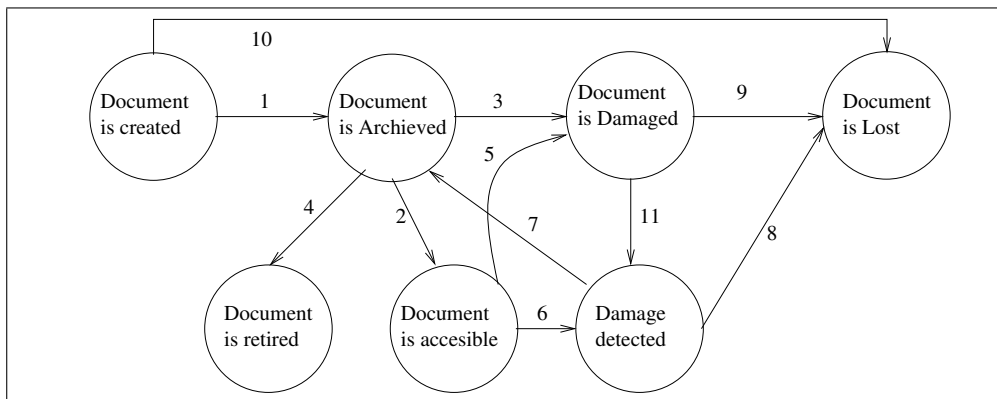 10
Document
is created
1
Document
is Archieved
3
Document
is Damaged
9
Document
is Lost
5
4
2
7
11
8
Document
is retired
Document
is accesible
6
Damage
detected